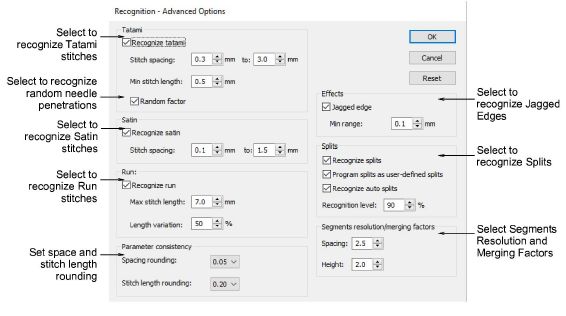 Recognition - Advanced Options
Select to
recognize Tatami
stitches
Select to recognize
random needle
penetrations
Select to
recognize Satin
stitches
Select to
recognize Run
stitches
Set space and
stitch length
rounding
Tatami
Recognize tatami
Stitch spacing: 0.3 mm to: 3.0 mm
Min stitch length: 0.5 mm
Random factor
Satin
Recognize satin
Stitch spacing: 0.1 mm to: 1.5 mm
Run:
Recognize run
Max stitch length: 7.0 mm
Length variation: 50 %
Parameter consistency
Spacing rounding: 0.05
Stitch length rounding: 0.20
OK
Cancel
Reset
Effects
Jagged edge
Min range: 0.1 mm
Splits
Recognize splits
Program splits as user-defined splits
Recognize auto splits
Recognition level: 90 %
Segments resolution/merging factors
Spacing: 2.5
Height: 2.0
Select to
recognize Jagged
Edges
Select to
recognize Splits
Select Segments
Resolution and
Merging Factors